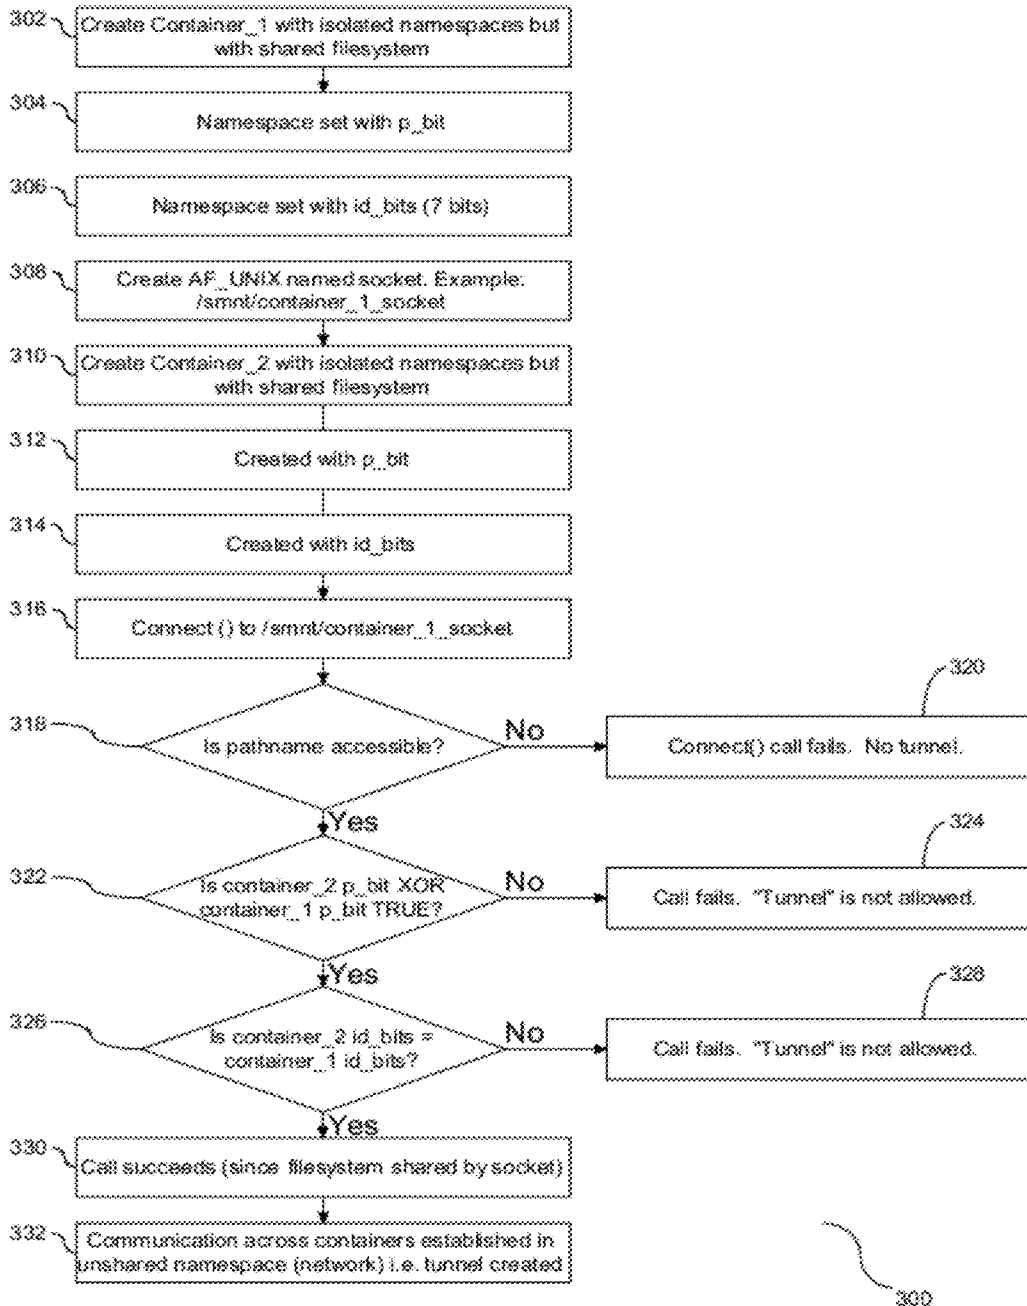 302
Create Container_1 with isolated namespaces but
with shared filesystem
304
Namespace set with p_bit
306
Namespace set with id_bits (7 bits)
308
Create AF_UNIX named socket. Example:
/smnt/container_1_socket
310
Create Container_2 with isolated namespaces but
with shared filesystem
312
Created with p_bit
314
Created with id_bits
316
Connect () to /smnt/container_1_socket
318
Is pathname accessible?
No
320
Connect() call fails. No tunnel.
Yes
322
Is container_2 p_bit XOR
container_1 p_bit TRUE?
No
324
Call fails. "Tunnel" is not allowed.
Yes
326
Is container_2 id_bits =
container_1 id_bits?
No
328
Call fails. "Tunnel" is not allowed.
Yes
330
Call succeeds (since filesystem shared by socket)
332
Communication across containers established in
unshared namespace (network) i.e. tunnel created
300